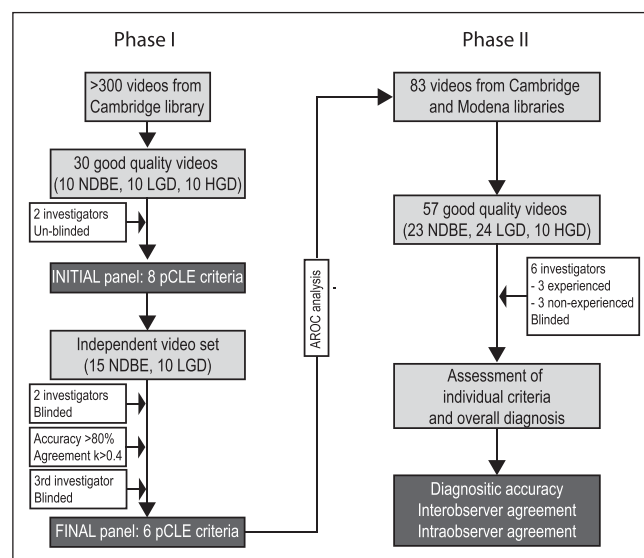 Phase I
>300 videos from
Cambridge library
30 good quality videos
(10 NDBE, 10 LGD, 10 HGD)
2 investigators
Un-blinded
INITIAL panel: 8 pCLE criteria
Independent video set
(15 NDBE, 10 LGD)
2 investigators
Blinded
Accuracy >80%
Agreement k>0.4
3rd investigator
Blinded
FINAL panel: 6 pCLE criteria
AROC analysis
Phase II
83 videos from Cambridge
and Modena libraries
57 good quality videos
(23 NDBE, 24 LGD, 10 HGD)
6 investigators
- 3 experienced
- 3 non-experienced
Blinded
Assessment of
individual criteria
and overall diagnosis
Diagnositic accuracy
Interobserver agreement
Intraobserver agreement